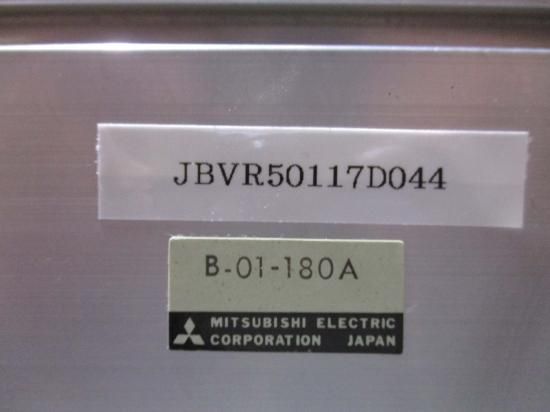 JBVR50117D044
B-01-180A
MITSUBISHI ELECTRIC
CORPORATION JAPAN